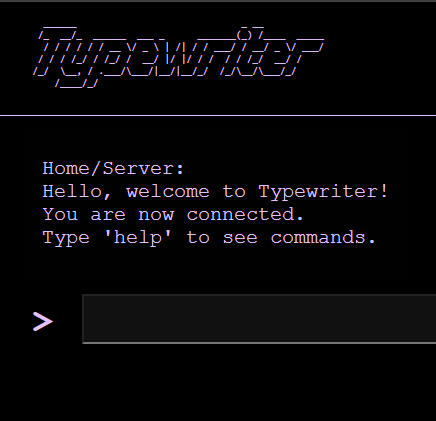 Typewriter
Home/Server:
Hello, welcome to Typewriter!
You are now connected.
Type 'help' to see commands.
>